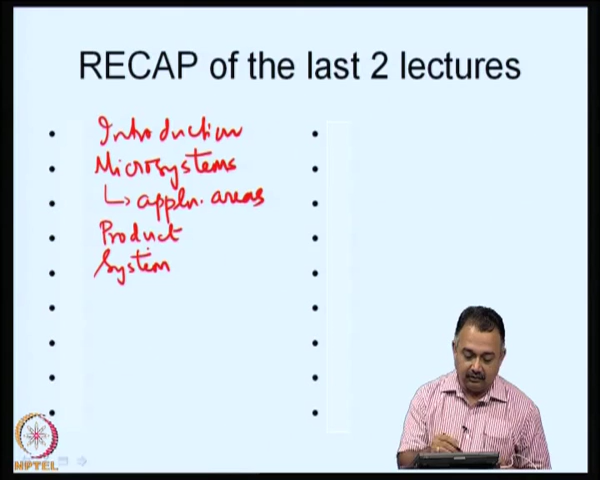 RECAP of the last 2 lectures
• Introduction
• Microsystems
• ↳ appln. areas
• Product
• System
NPTEL